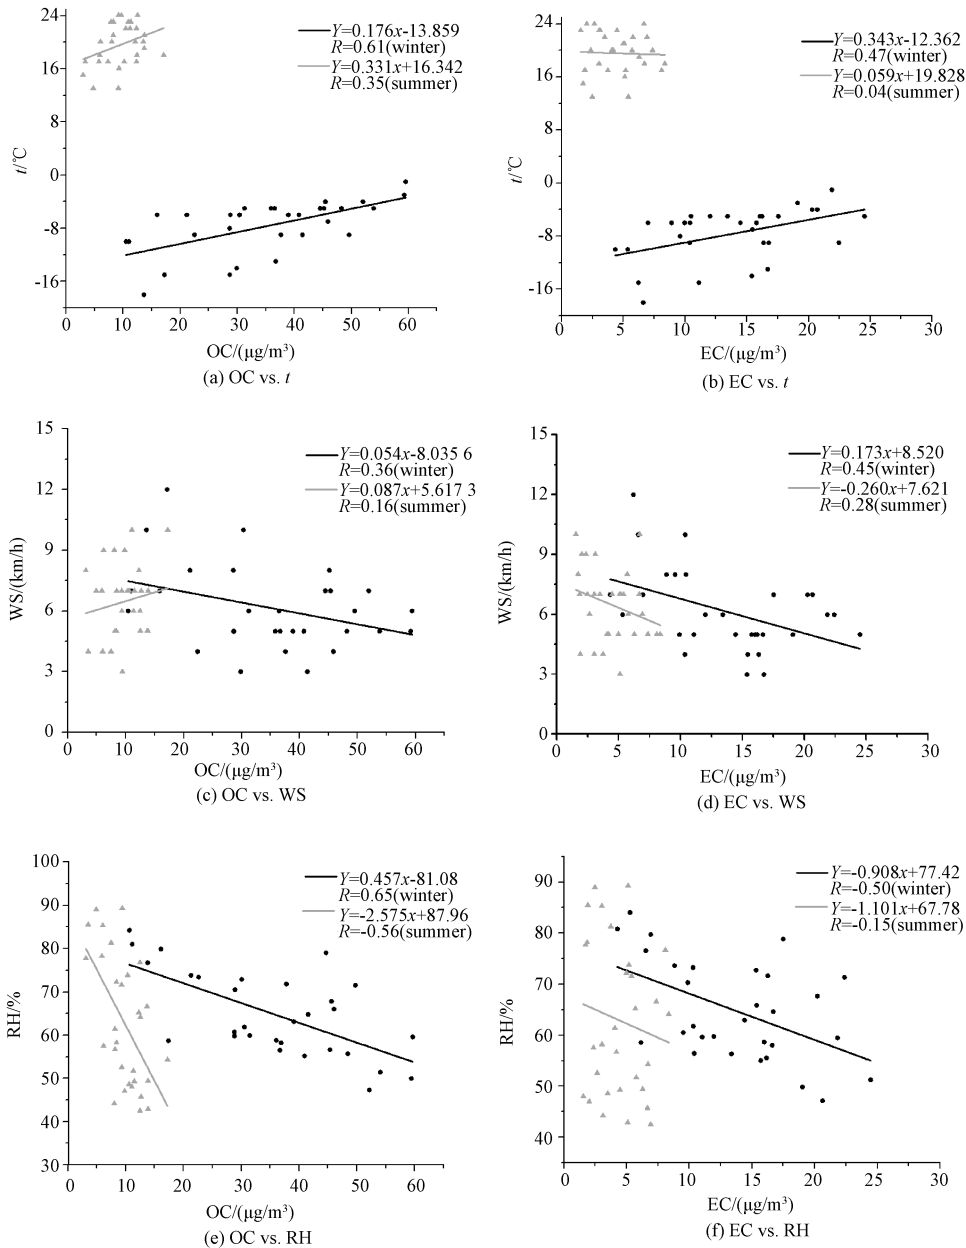 24
16
8
0
-8
-16
t/℃
0
10
20
30
40
50
60
OC/(μg/m³)
Y=0.176x-13.859
R=0.61(winter)
Y=0.331x+16.342
R=0.35(summer)
(a) OC vs. t
24
16
8
0
-8
-16
t/℃
0
5
10
15
20
25
30
EC/(μg/m³)
Y=0.343x-12.362
R=0.47(winter)
Y=0.059x+19.828
R=0.04(summer)
(b) EC vs. t
15
12
9
6
3
0
WS/(km/h)
0
10
20
30
40
50
60
OC/(μg/m³)
Y=0.054x-8.035 6
R=0.36(winter)
Y=0.087x+5.617 3
R=0.16(summer)
(c) OC vs. WS
15
12
9
6
3
0
WS/(km/h)
0
5
10
15
20
25
30
EC/(μg/m³)
Y=0.173x+8.520
R=0.45(winter)
Y=-0.260x+7.621
R=0.28(summer)
(d) EC vs. WS
100
90
80
70
60
50
40
30
RH/%
0
10
20
30
40
50
60
OC/(μg/m³)
Y=0.457x-81.08
R=0.65(winter)
Y=-2.575x+87.96
R=-0.56(summer)
(e) OC vs. RH
90
80
70
60
50
40
RH/%
0
5
10
15
20
25
30
EC/(μg/m³)
Y=-0.908x+77.42
R=-0.50(winter)
Y=-1.101x+67.78
R=-0.15(summer)
(f) EC vs. RH